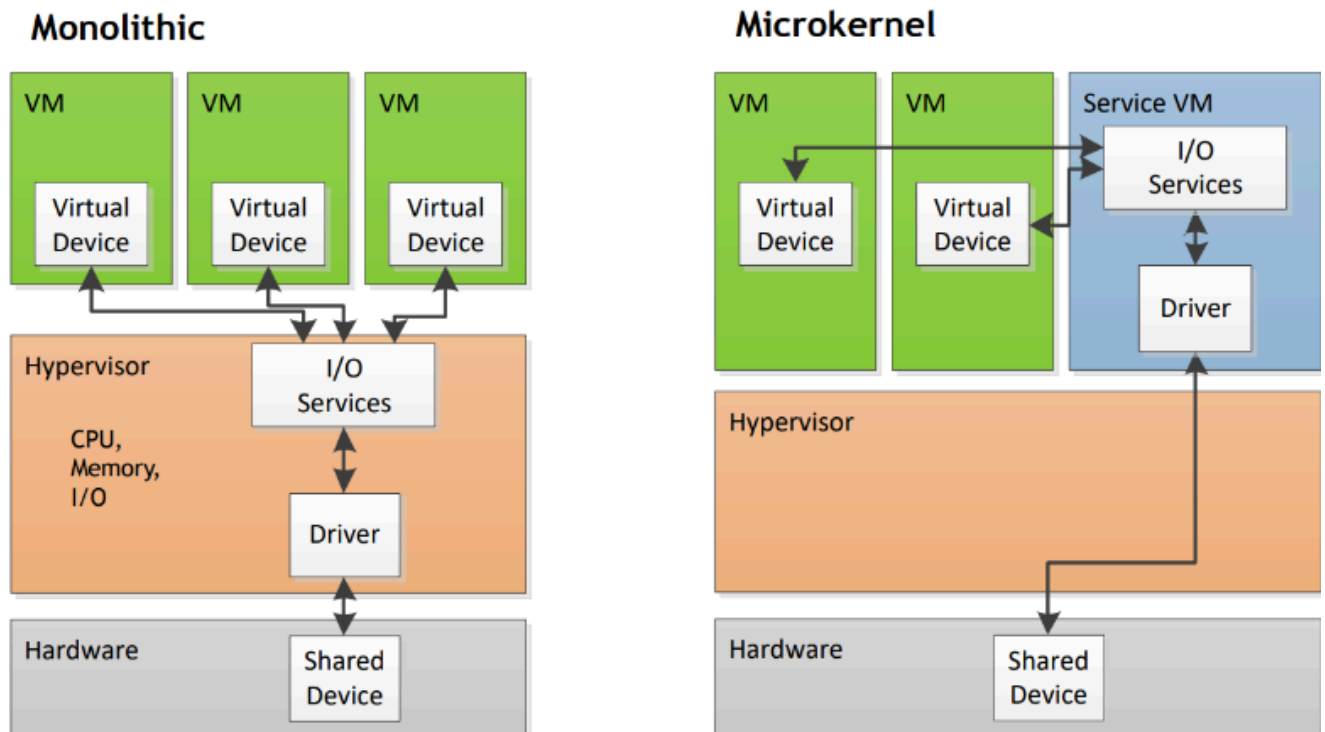 Monolithic
VM
VM
VM
Virtual
Device
Virtual
Device
Virtual
Device
Hypervisor
I/O
Services
CPU,
Memory,
I/O
Driver
Hardware
Shared
Device
Microkernel
VM
VM
Service VM
I/O
Services
Virtual
Device
Virtual
Device
Driver
Hypervisor
Hardware
Shared
Device